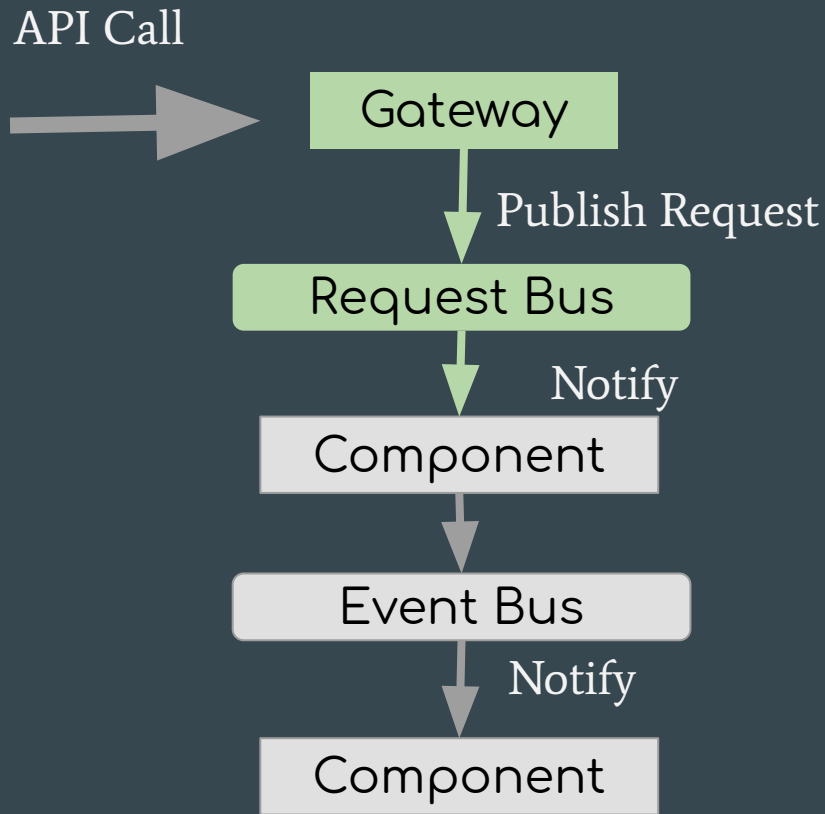 API Call
Gateway
Publish Request
Request Bus
Notify
Component
Event Bus
Notify
Component